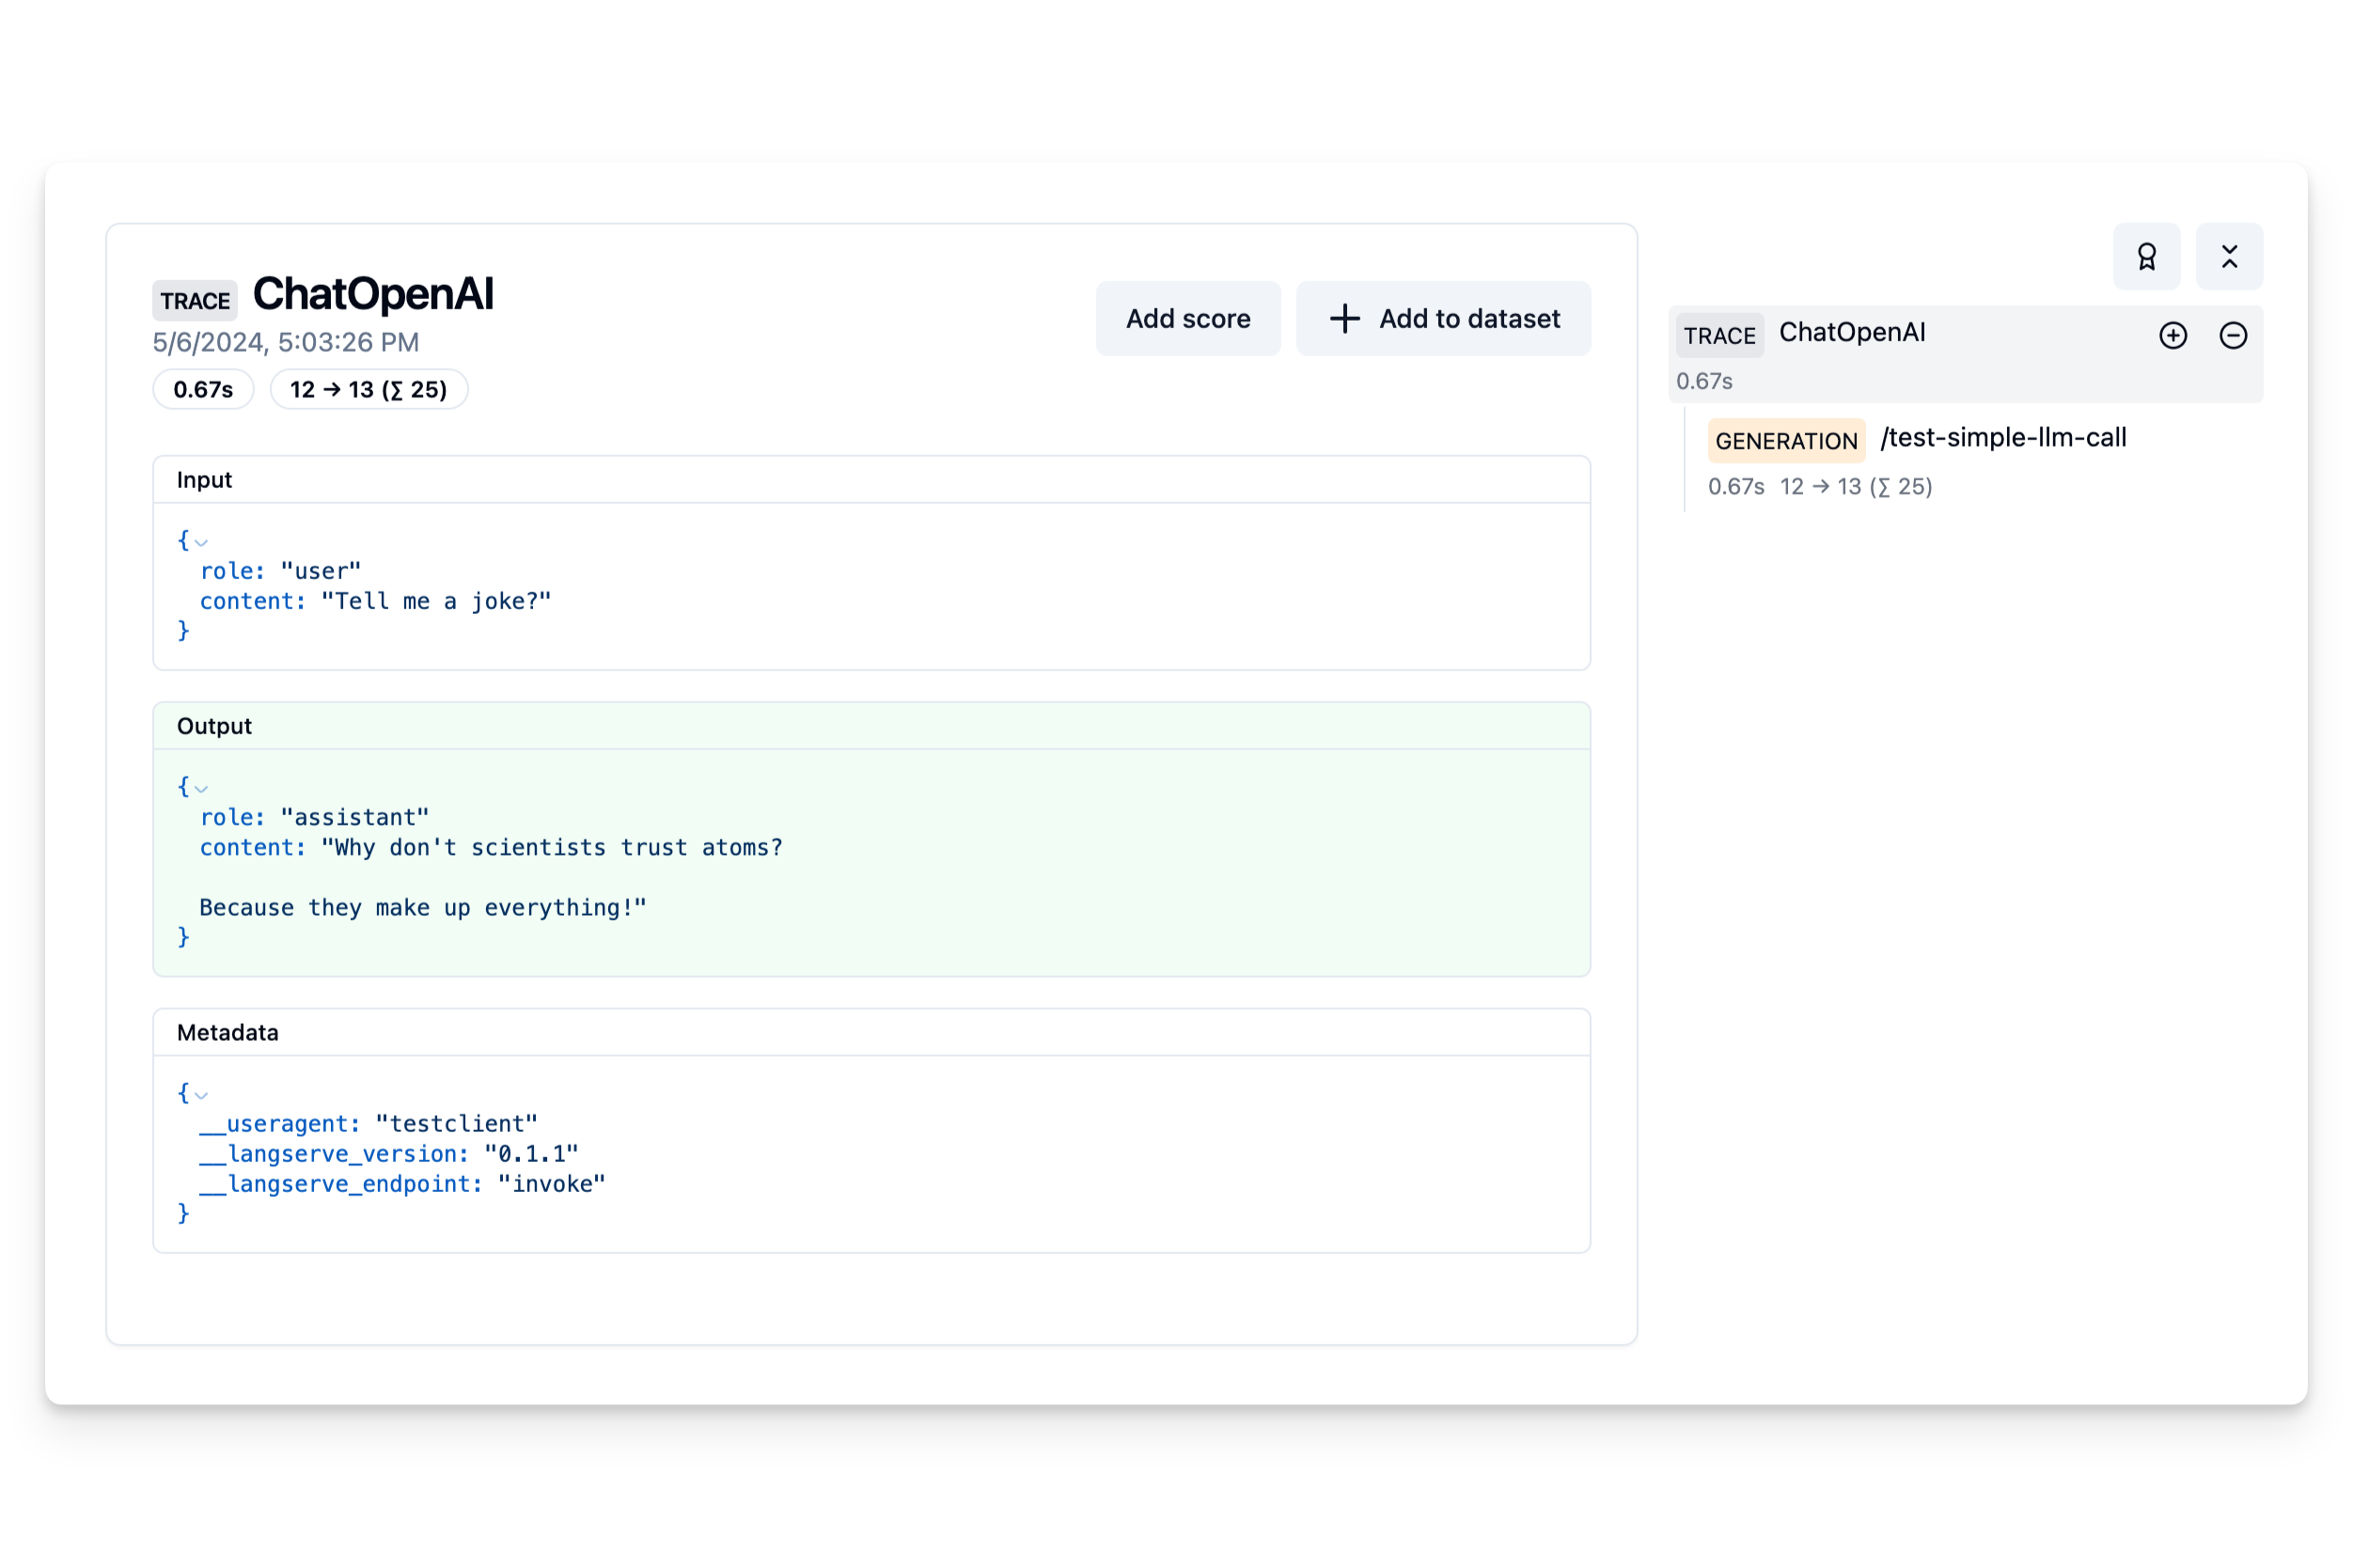 TRACE ChatOpenAI
5/6/2024, 5:03:26 PM
0.67s 12 → 13 (∑ 25)
Add score
+ Add to dataset
Input
{
role: "user"
content: "Tell me a joke?"
}
Output
{
role: "assistant"
content: "Why don't scientists trust atoms?
Because they make up everything!"
}
Metadata
{
__useragent: "testclient"
__langserve_version: "0.1.1"
__langserve_endpoint: "invoke"
}
TRACE ChatOpenAI
0.67s
GENERATION /test-simple-llm-call
0.67s 12 → 13 (∑ 25)